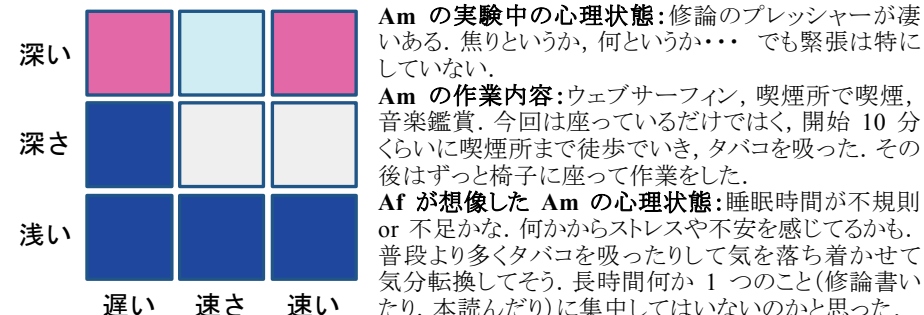 深い
深さ
浅い
遅い 速さ 速い
Am の実験中の心理状態：修論のプレッシャーが凄
いある．焦りというか，何というか・・・ でも緊張は特に
していない．
Am の作業内容：ウェブサーフィン，喫煙所で喫煙，
音楽鑑賞．今回は座っているだけではく，開始 10 分
くらいに喫煙所まで徒歩でいき，タバコを吸った．その
後はずっと椅子に座って作業をした．
Af が想像した Am の心理状態：睡眠時間が不規則
or 不足かな．何かからストレスや不安を感じてるかも．
普段より多くタバコを吸ったりして気を落ち着かせて
気分転換してそう．長時間何か 1 つのこと（修論書い
たり，本読んだり）に集中してはいないのかと思った．